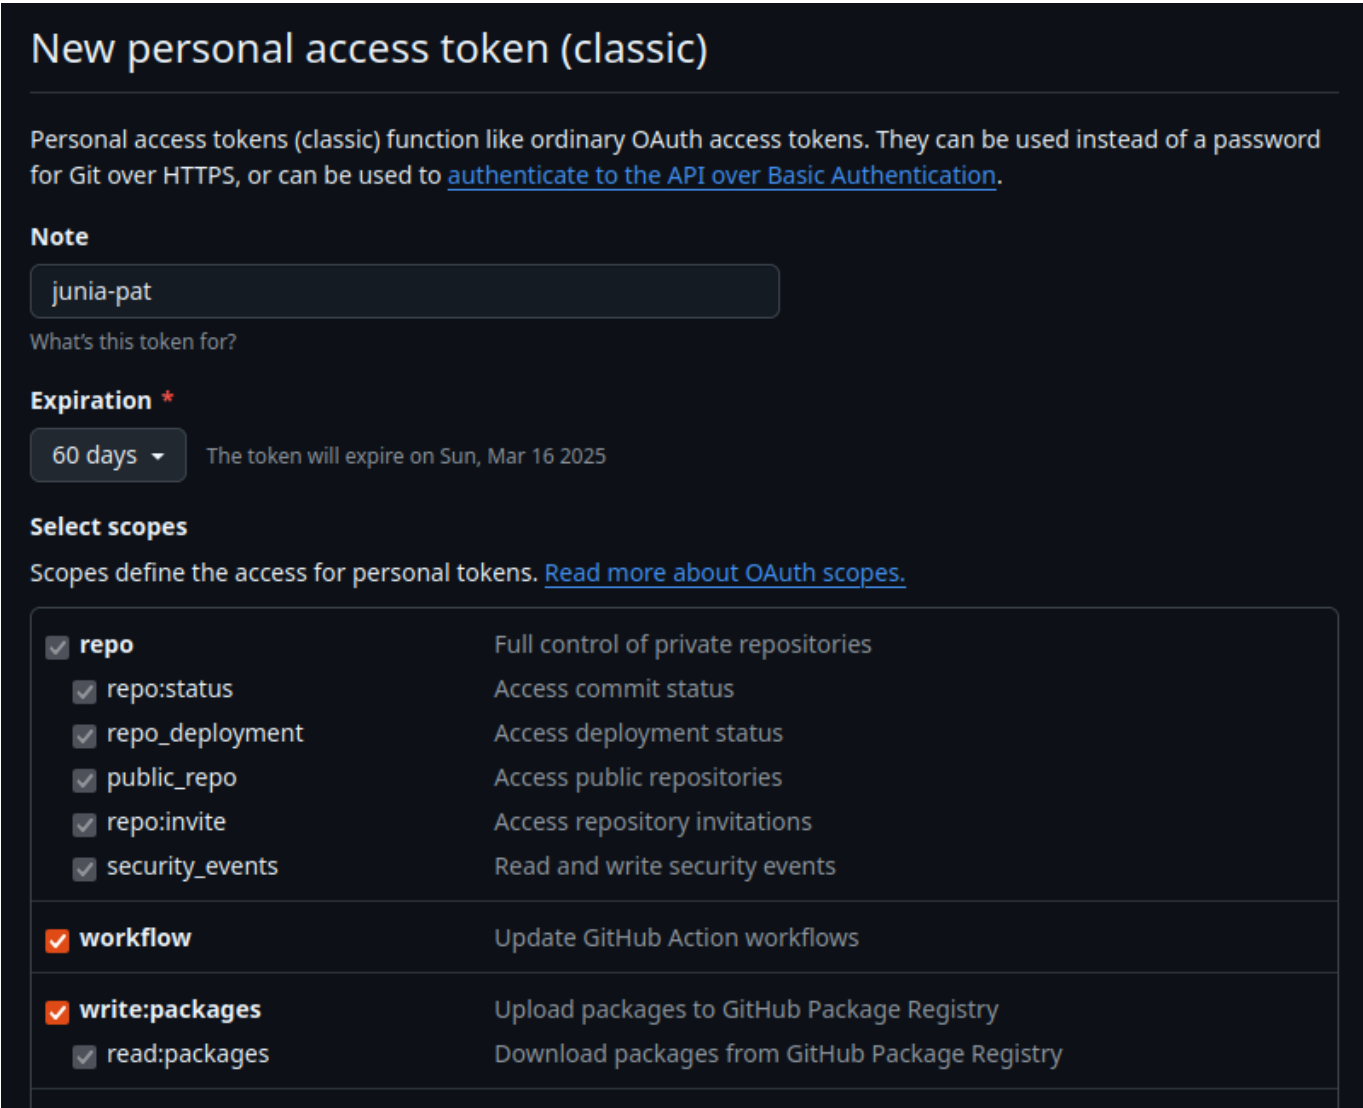 New personal access token (classic)
Personal access tokens (classic) function like ordinary OAuth access tokens. They can be used instead of a password
for Git over HTTPS, or can be used to authenticate to the API over Basic Authentication.
Note
junia-pat
What's this token for?
Expiration *
60 days The token will expire on Sun, Mar 16 2025
Select scopes
Scopes define the access for personal tokens. Read more about OAuth scopes.
repo Full control of private repositories
repo:status Access commit status
repo_deployment Access deployment status
public_repo Access public repositories
repo:invite Access repository invitations
security_events Read and write security events
workflow Update GitHub Action workflows
write:packages Upload packages to GitHub Package Registry
read:packages Download packages from GitHub Package Registry